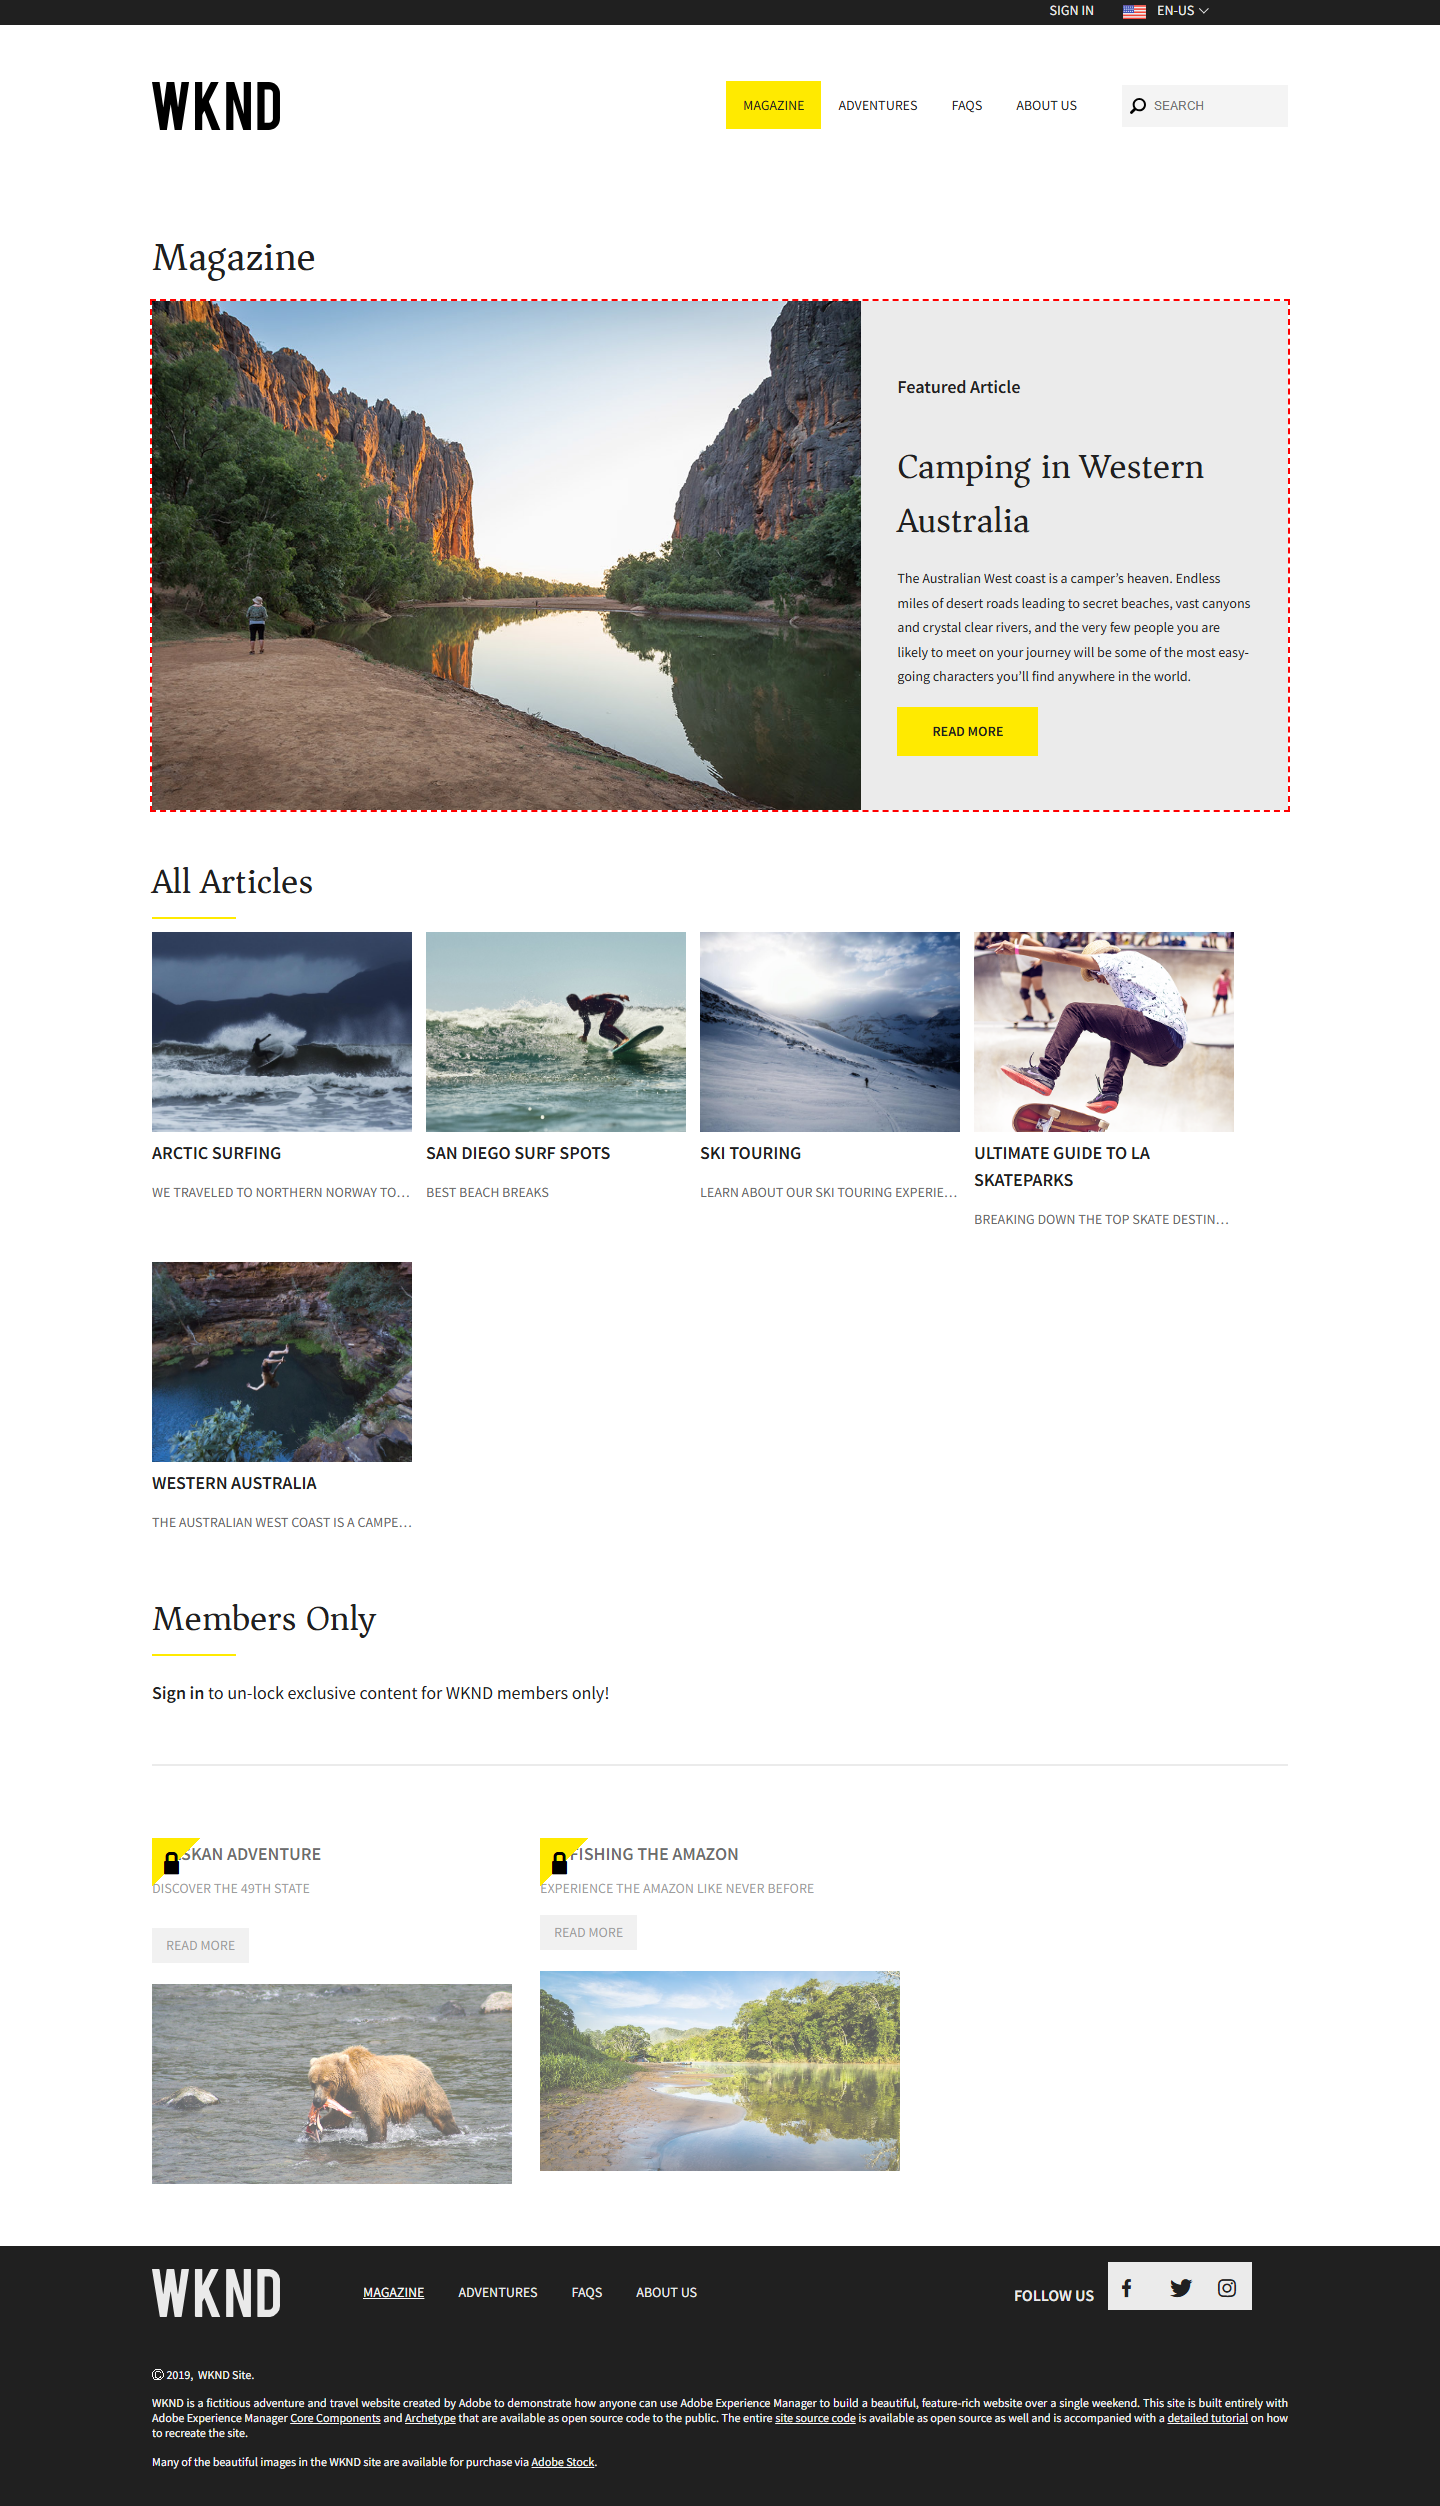 SIGN IN
EN-US
WKND
MAGAZINE
ADVENTURES
FAQS
ABOUT US
SEARCH
Magazine
Featured Article
Camping in Western
Australia
The Australian West coast is a camper’s heaven. Endless
miles of desert roads leading to secret beaches, vast canyons
and crystal clear rivers, and the very few people you are
likely to meet on your journey will be some of the most easy-
going characters you’ll find anywhere in the world.
READ MORE
All Articles
ARCTIC SURFING
WE TRAVELED TO NORTHERN NORWAY TO…
SAN DIEGO SURF SPOTS
BEST BEACH BREAKS
SKI TOURING
LEARN ABOUT OUR SKI TOURING EXPERIE…
ULTIMATE GUIDE TO LA
SKATEPARKS
BREAKING DOWN THE TOP SKATE DESTIN…
WESTERN AUSTRALIA
THE AUSTRALIAN WEST COAST IS A CAMPE…
Members Only
Sign in to un-lock exclusive content for WKND members only!
SKAN ADVENTURE
DISCOVER THE 49TH STATE
READ MORE
FISHING THE AMAZON
EXPERIENCE THE AMAZON LIKE NEVER BEFORE
READ MORE
WKND
MAGAZINE
ADVENTURES
FAQS
ABOUT US
FOLLOW US
© 2019, WKND Site.
WKND is a fictitious adventure and travel website created by Adobe to demonstrate how anyone can use Adobe Experience Manager to build a beautiful, feature-rich website over a single weekend. This site is built entirely with
Adobe Experience Manager Core Components and Archetype that are available as open source code to the public. The entire site source code is available as open source as well and is accompanied with a detailed tutorial on how
to recreate the site.
Many of the beautiful images in the WKND site are available for purchase via Adobe Stock.